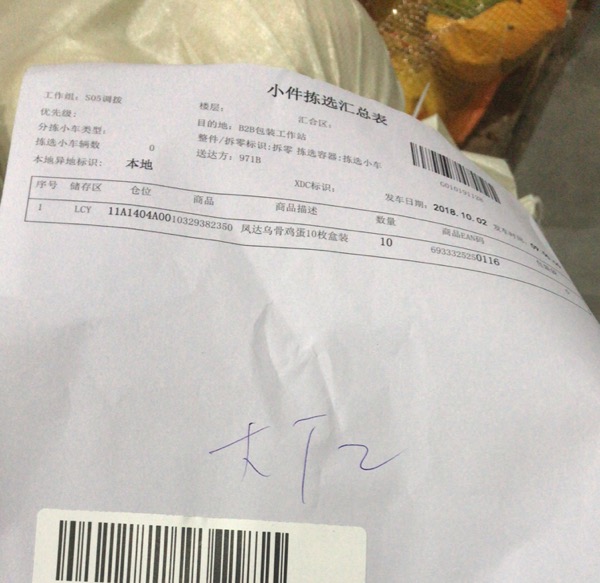 小件拣选汇总表
工作组: 505调拨
楼层:
汇合区:
优先级:
目的地: B2B包装工作站
分拣小车类型:
整件/拆零标识:拆零 拣选容器:拣选小车
拣选小车辆数 0
送达方: 971B
本地异地标识: 本地
XDC标识:
发车日期: 2018.10.02 发车时间:
序号 储存区 仓位 商品 商品描述 数量 商品EAN码
1 LCY 11A1404A00 10329382350 凤达乌骨鸡蛋10枚盒装 10 6933325250116